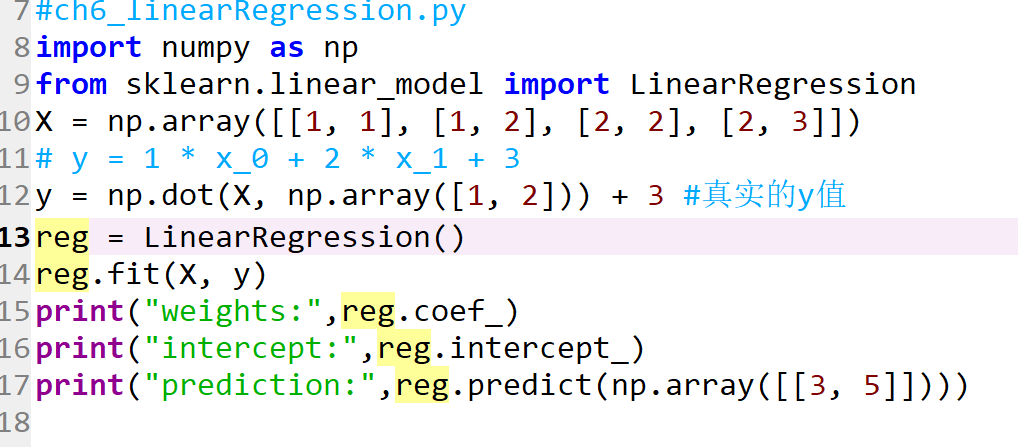 7 #ch6_linearRegression.py
8 import numpy as np
9 from sklearn.linear_model import LinearRegression
10 X = np.array([[1, 1], [1, 2], [2, 2], [2, 3]])
11 # y = 1 * x_0 + 2 * x_1 + 3
12 y = np.dot(X, np.array([1, 2])) + 3 #真实的y值
13 reg = LinearRegression()
14 reg.fit(X, y)
15 print("weights:",reg.coef_)
16 print("intercept:",reg.intercept_)
17 print("prediction:",reg.predict(np.array([[3, 5]])))
18